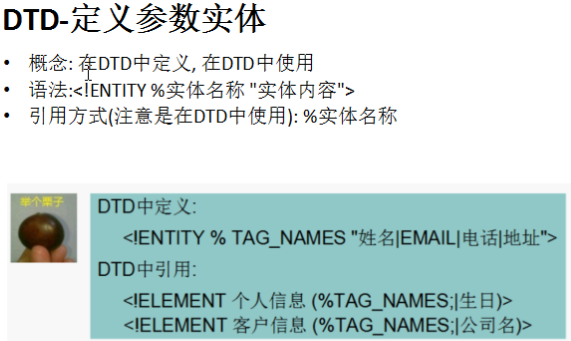 DTD-定义参数实体
• 概念: 在DTD中定义, 在DTD中使用
• 语法:<!ENTITY %实体名称 "实体内容">
• 引用方式(注意是在DTD中使用): %实体名称
举个栗子
DTD中定义:
<!ENTITY % TAG_NAMES "姓名|EMAIL|电话|地址">
DTD中引用:
<!ELEMENT 个人信息 (%TAG_NAMES;|生日)>
<!ELEMENT 客户信息 (%TAG_NAMES;|公司名)>